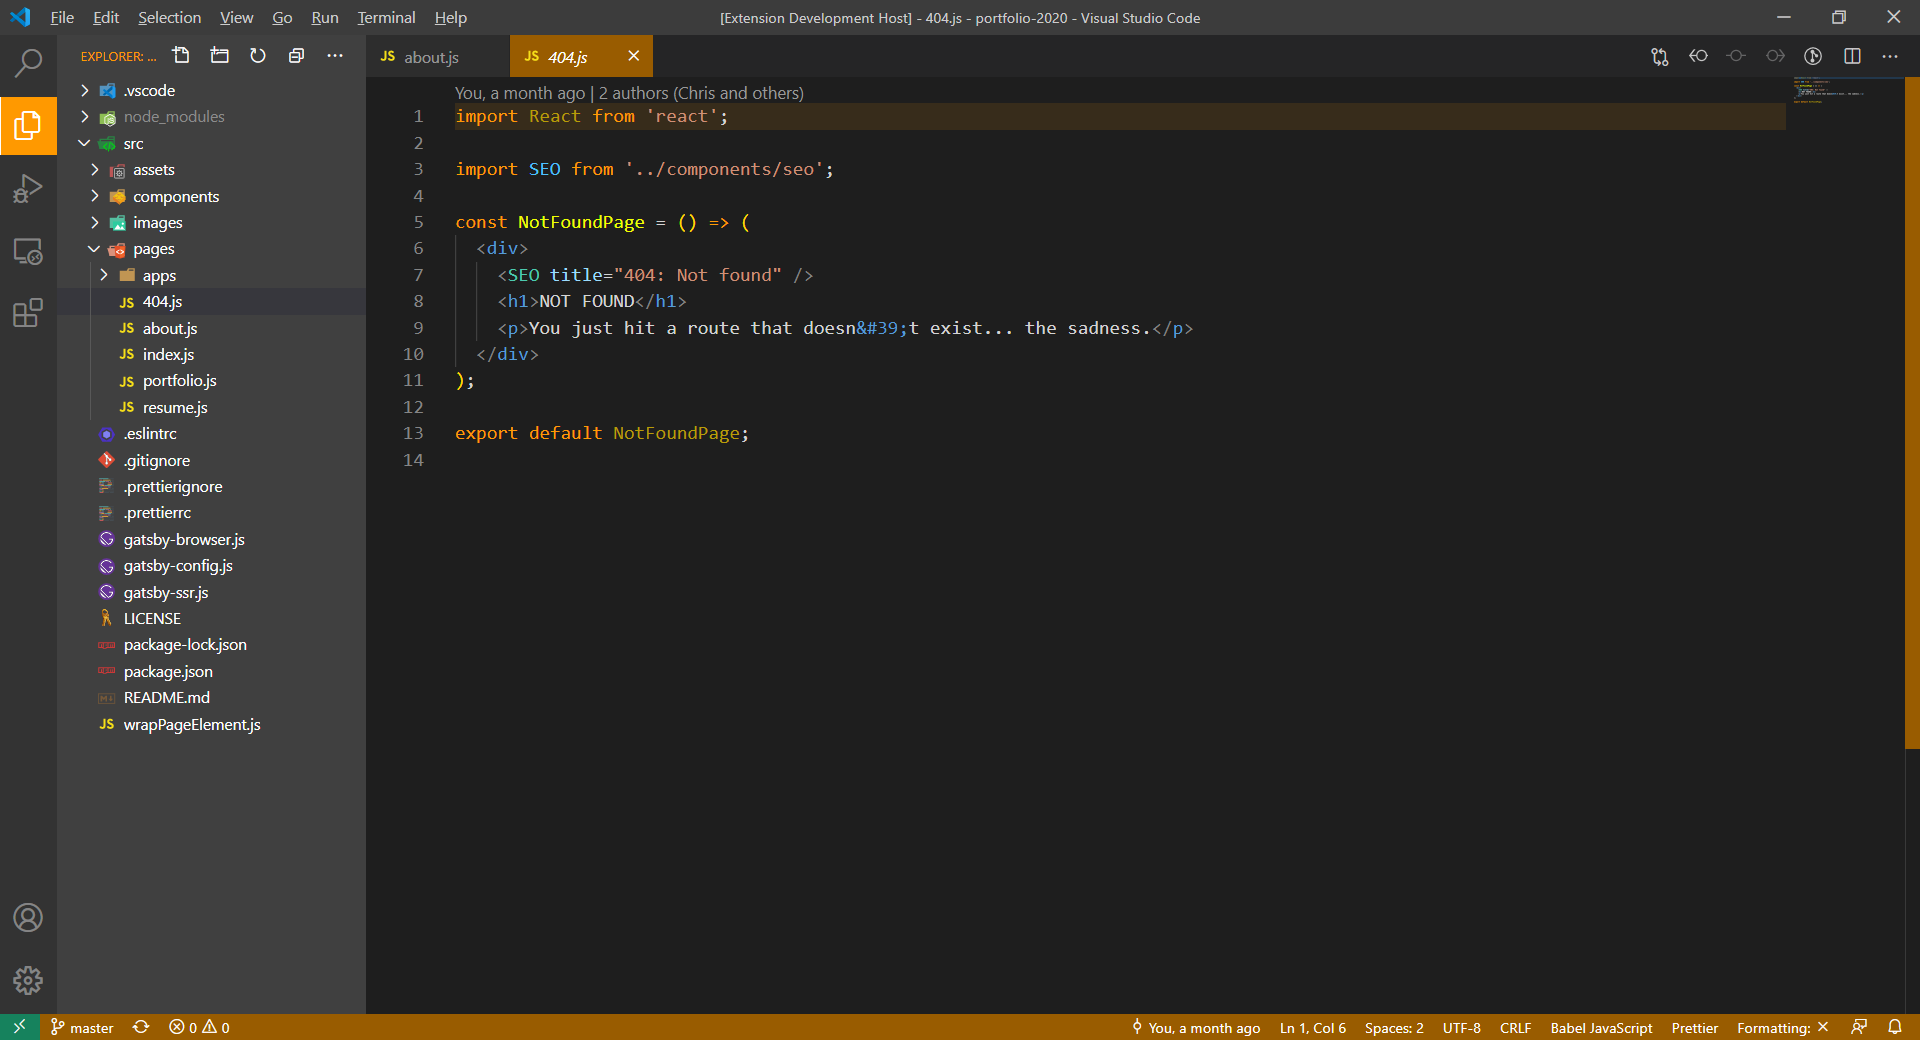 File Edit Selection View Go Run Terminal Help
[Extension Development Host] - 404.js - portfolio-2020 - Visual Studio Code
EXPLORER: ...
.vscode
node_modules
src
assets
components
images
pages
apps
JS 404.js
JS about.js
JS index.js
JS portfolio.js
JS resume.js
.eslintrc
.gitignore
.prettierignore
.prettierrc
gatsby-browser.js
gatsby-config.js
gatsby-ssr.js
LICENSE
package-lock.json
package.json
README.md
JS wrapPageElement.js
JS about.js
JS 404.js
You, a month ago | 2 authors (Chris and others)
1 import React from 'react';
2
3 import SEO from '../components/seo';
4
5 const NotFoundPage = () => (
6 <div>
7 <SEO title="404: Not found" />
8 <h1>NOT FOUND</h1>
9 <p>You just hit a route that doesn&#39;t exist... the sadness.</p>
10 </div>
11 );
12
13 export default NotFoundPage;
14
master 0 0
You, a month ago Ln 1, Col 6 Spaces: 2 UTF-8 CRLF Babel JavaScript Prettier Formatting: ✕